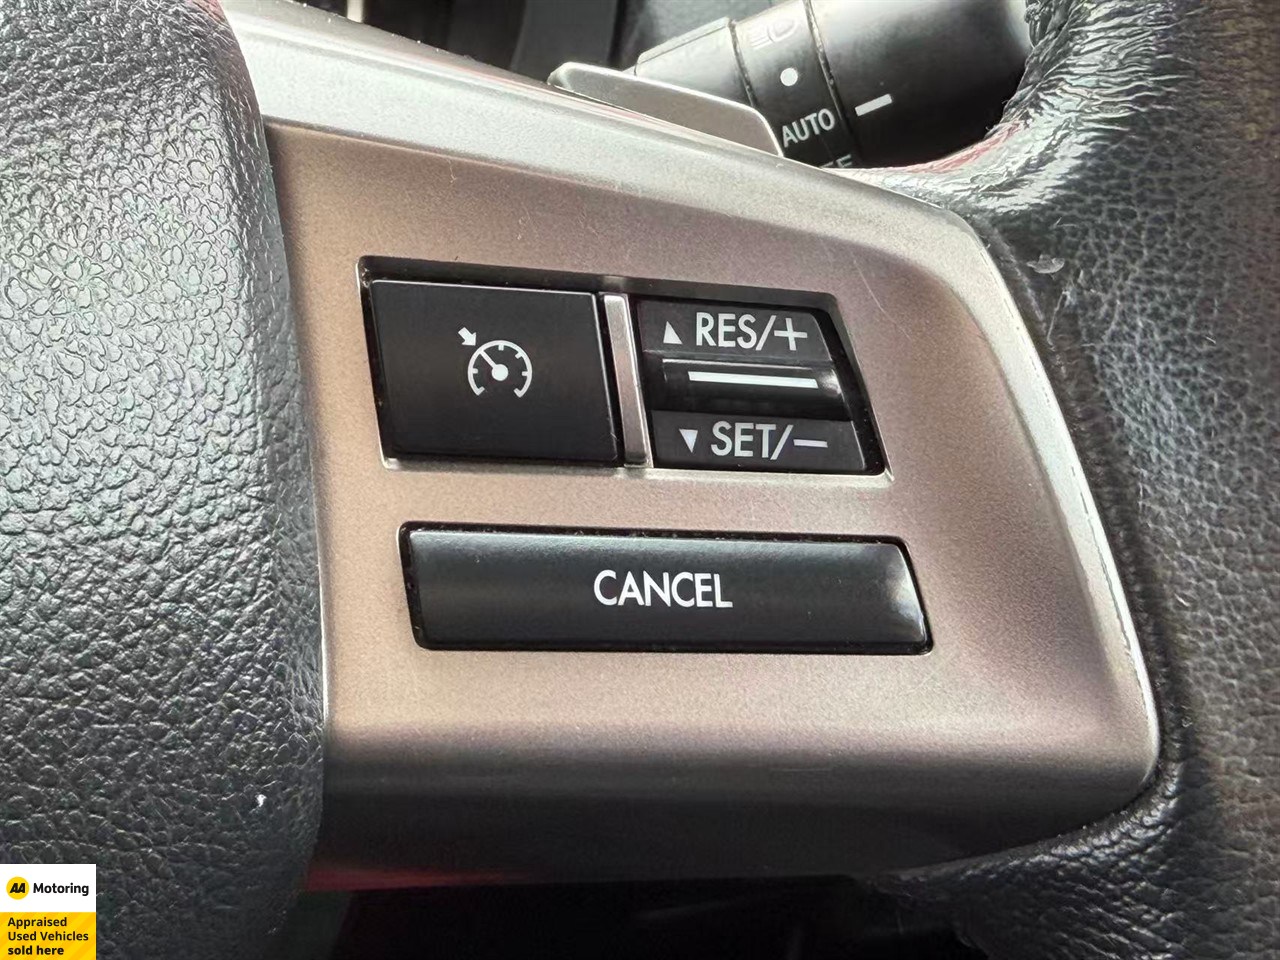 AUTO
RES/+
SET/−
CANCEL
AA Motoring
Appraised
Used Vehicles
sold here